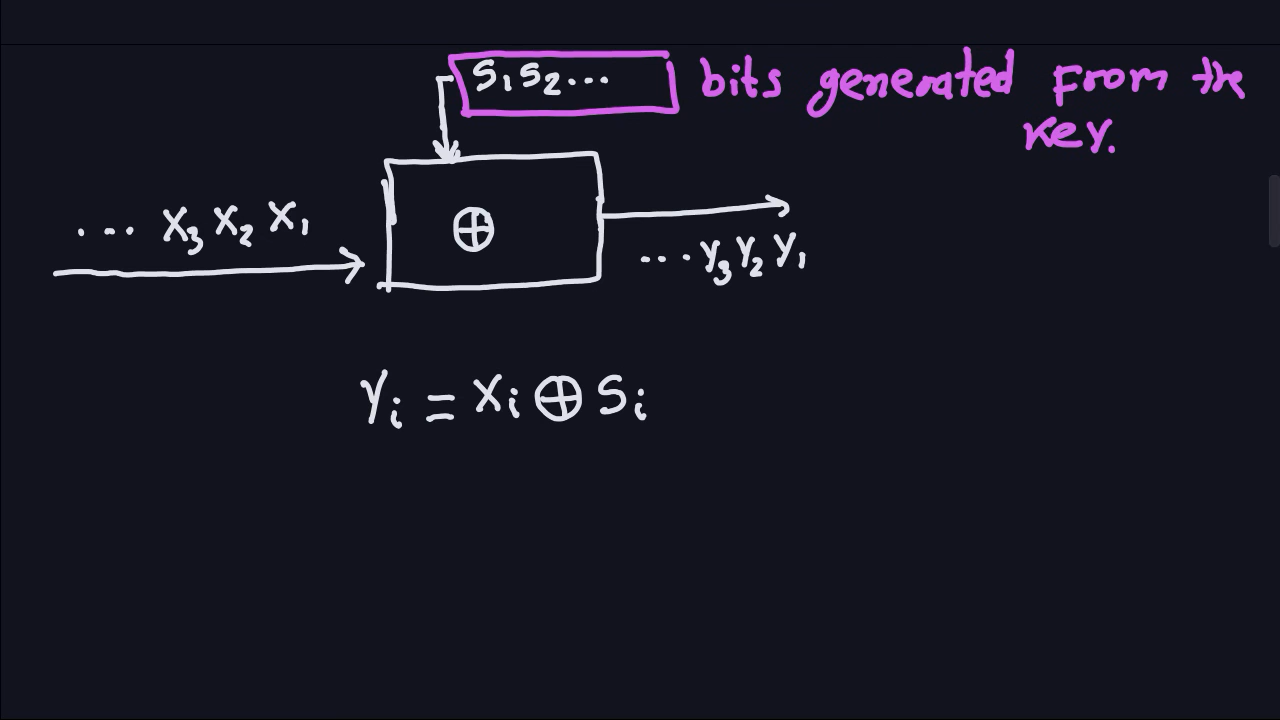 S₁S₂... bits generated from the
key.
... X₃ X₂ X₁
⊕
... Y₃ Y₂ Y₁
Yᵢ = Xᵢ ⊕ Sᵢ